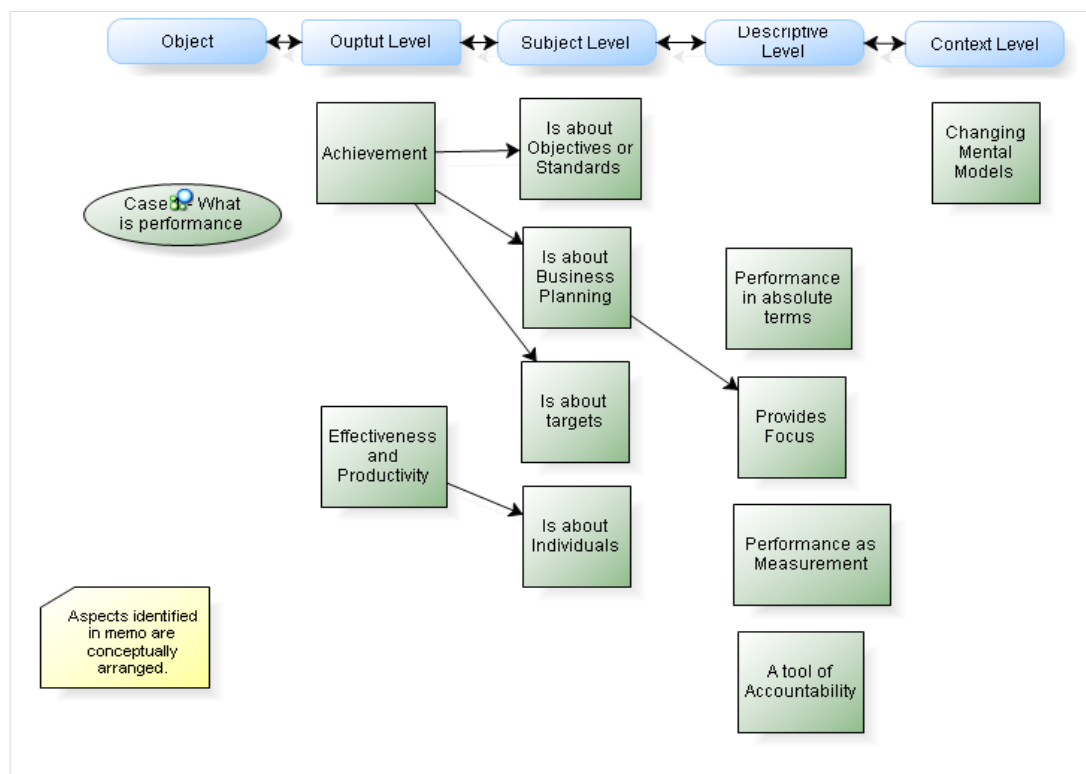 Object
Ouptut Level
Subject Level
Descriptive
Level
Context Level
Achievement
Is about
Objectives or
Standards
Changing
Mental
Models
Case 1 - What
is performance
Is about
Business
Planning
Performance
in absolute
terms
Is about
targets
Provides
Focus
Effectiveness
and
Productivity
Is about
Individuals
Performance as
Measurement
Aspects identified
in memo are
conceptually
arranged.
A tool of
Accountability